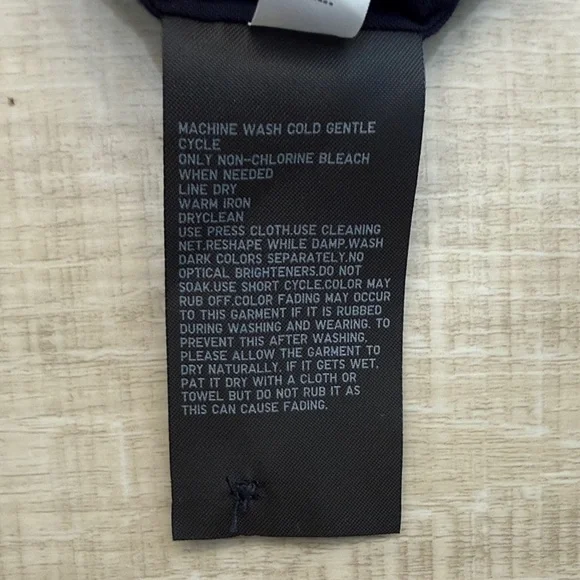 MACHINE WASH COLD GENTLE
CYCLE
ONLY NON-CHLORINE BLEACH
WHEN NEEDED
LINE DRY
WARM IRON
DRYCLEAN
USE PRESS CLOTH.USE CLEANING
NET.RESHAPE WHILE DAMP.WASH
DARK COLORS SEPARATELY.NO
OPTICAL BRIGHTENERS.DO NOT
SOAK.USE SHORT CYCLE.COLOR MAY
RUB OFF.COLOR FADING MAY OCCUR
TO THIS GARMENT IF IT IS RUBBED
DURING WASHING AND WEARING. TO
PREVENT THIS AFTER WASHING,
PLEASE ALLOW THE GARMENT TO
DRY NATURALLY. IF IT GETS WET,
PAT IT DRY WITH A CLOTH OR
TOWEL BUT DO NOT RUB IT AS
THIS CAN CAUSE FADING.